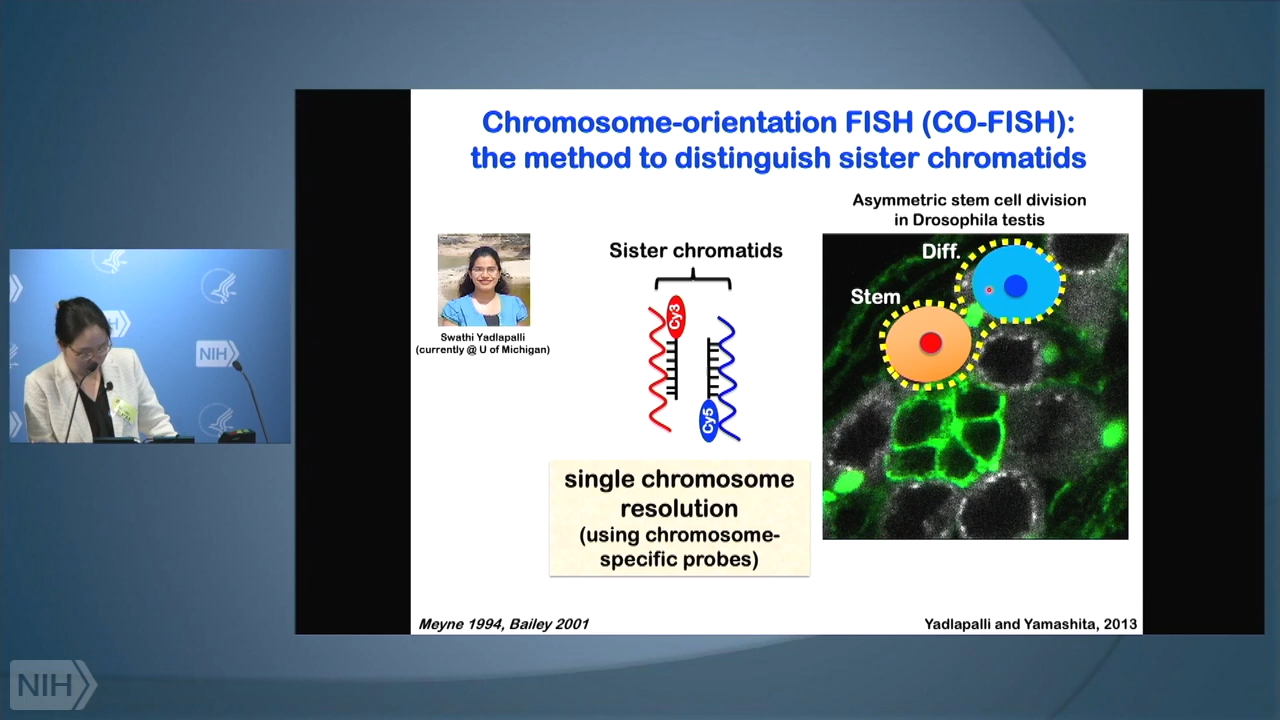 Chromosome-orientation FISH (CO-FISH):
the method to distinguish sister chromatids
Asymmetric stem cell division
in Drosophila testis
Sister chromatids
Diff.
Stem
Cy3
Cy5
Swathi Yadlapalli
(currently @ U of Michigan)
single chromosome
resolution
(using chromosome-
specific probes)
Meyne 1994, Bailey 2001
Yadlapalli and Yamashita, 2013
NIH
NIH